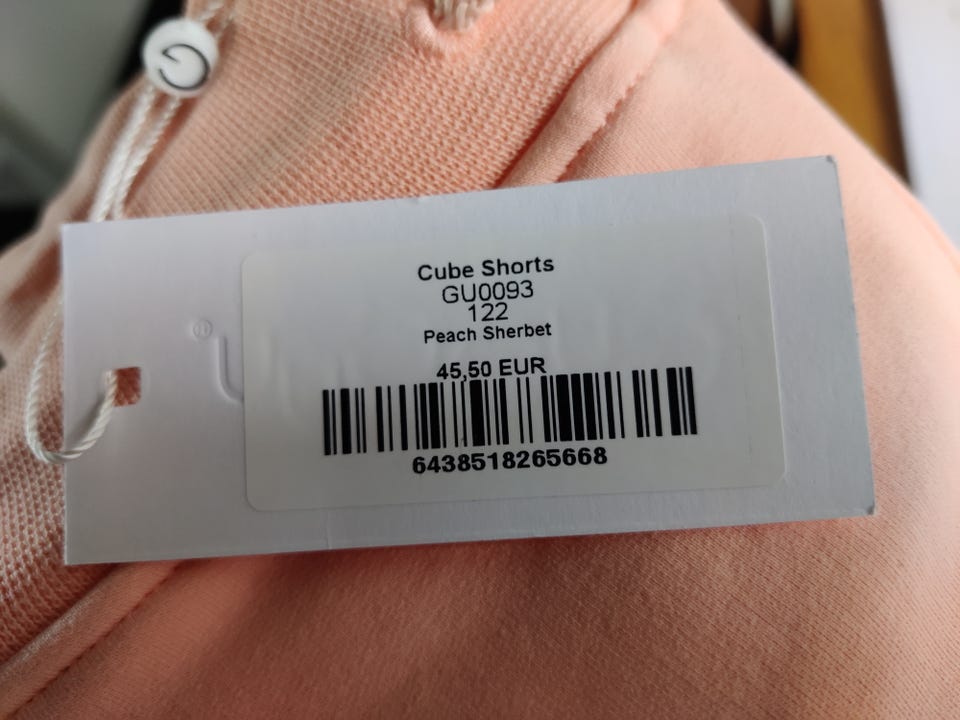 Cube Shorts
GU0093
122
Peach Sherbet
45,50 EUR
6438518265668